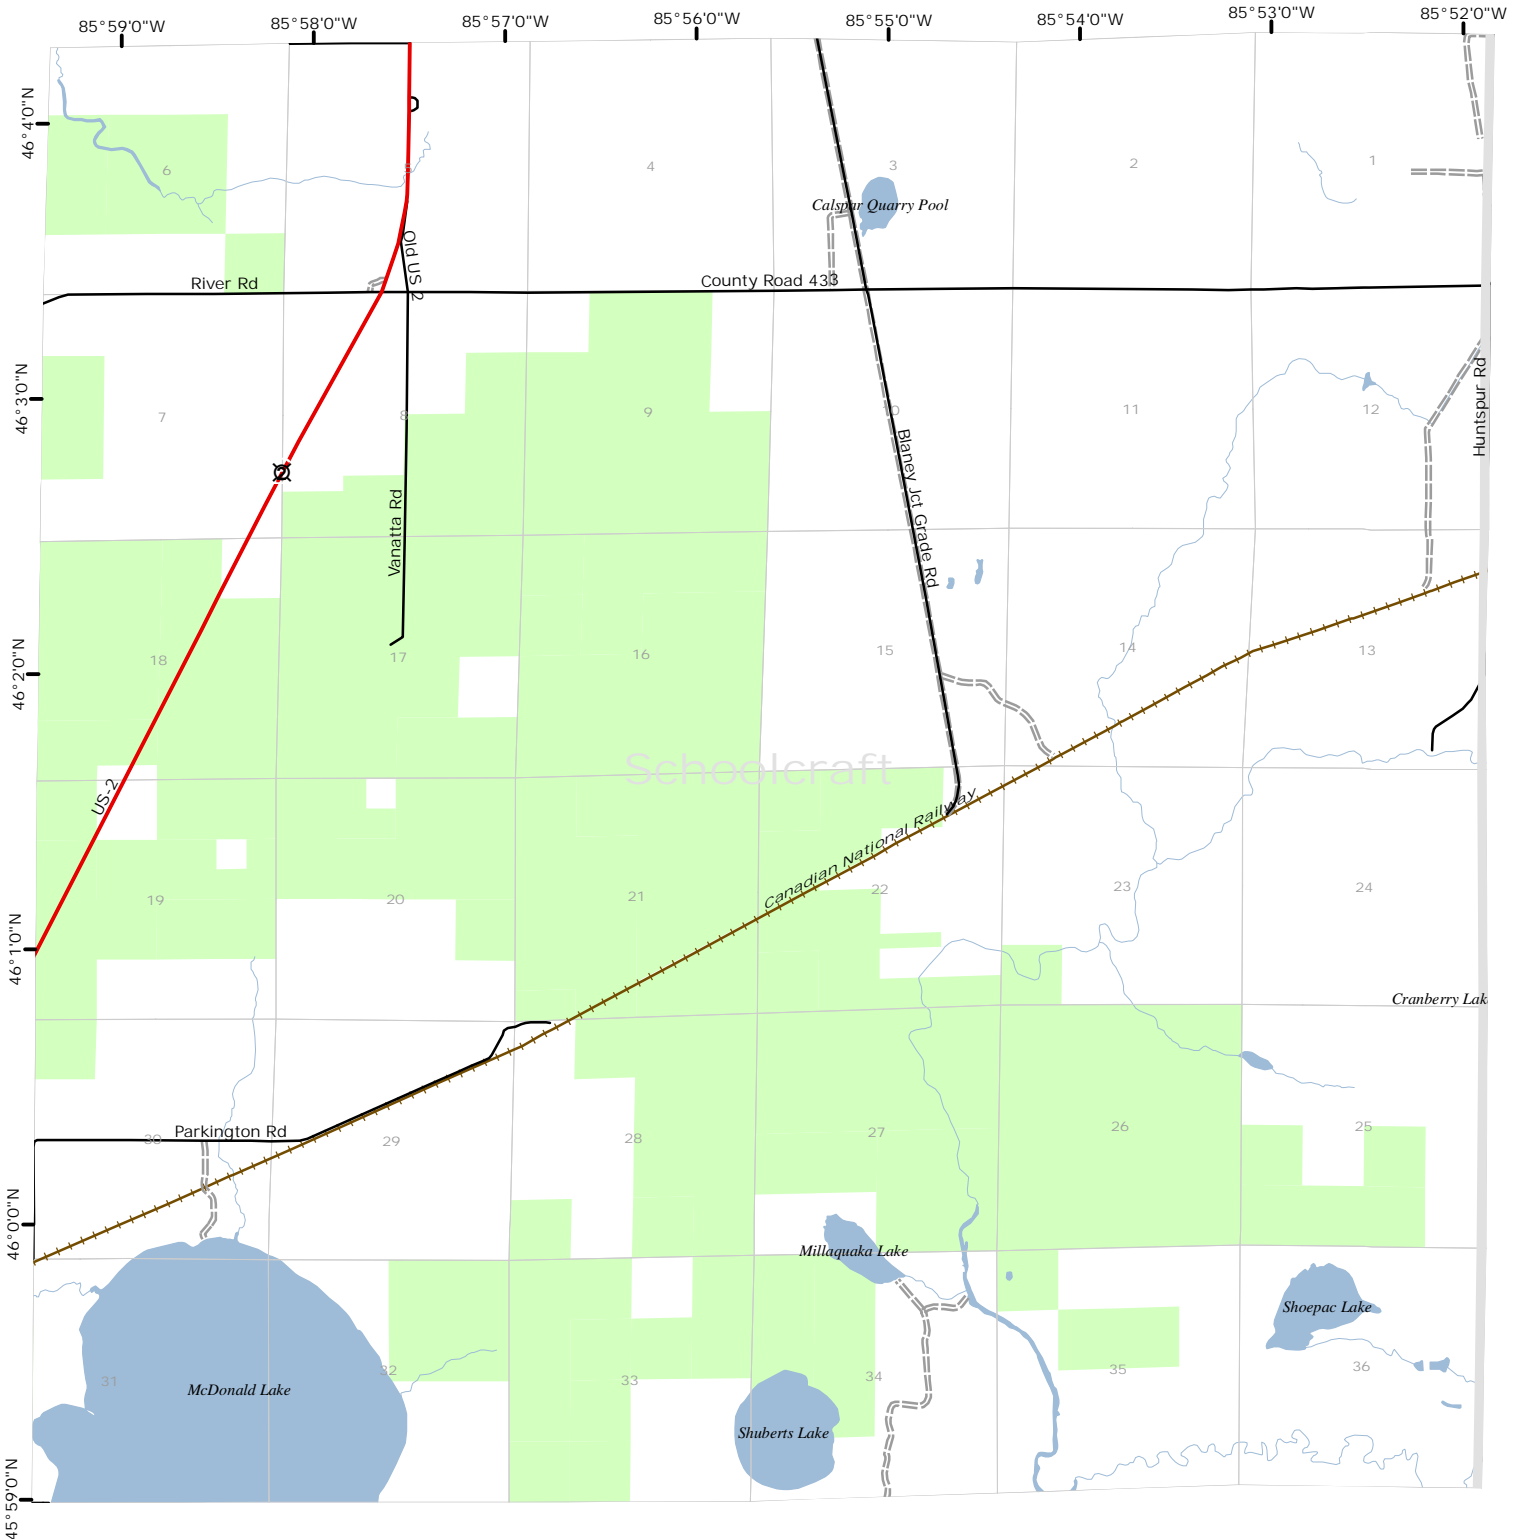 85°59'0"W 85°58'0"W 85°57'0"W 85°56'0"W 85°55'0"W 85°54'0"W 85°53'0"W 85°52'0"W
46°4'0"N
6
5
4
3
2
1
Calspar Quarry Pool
Old US 2
River Rd
County Road 433
46°3'0"N
Huntspur Rd
7
8
9
10
11
12
2
Blaney Jct Grade Rd
Vanatta Rd
46°2'0"N
18
17
16
15
14
13
Schoolcraft
US-2
Canadian National Railway
19
20
21
22
23
24
46°1'0"N
Cranberry Lak
Parkington Rd
30
29
28
27
26
25
46°0'0"N
Millaquaka Lake
Shoepac Lake
31
32
33
34
35
36
McDonald Lake
Shuberts Lake
45°59'0"N